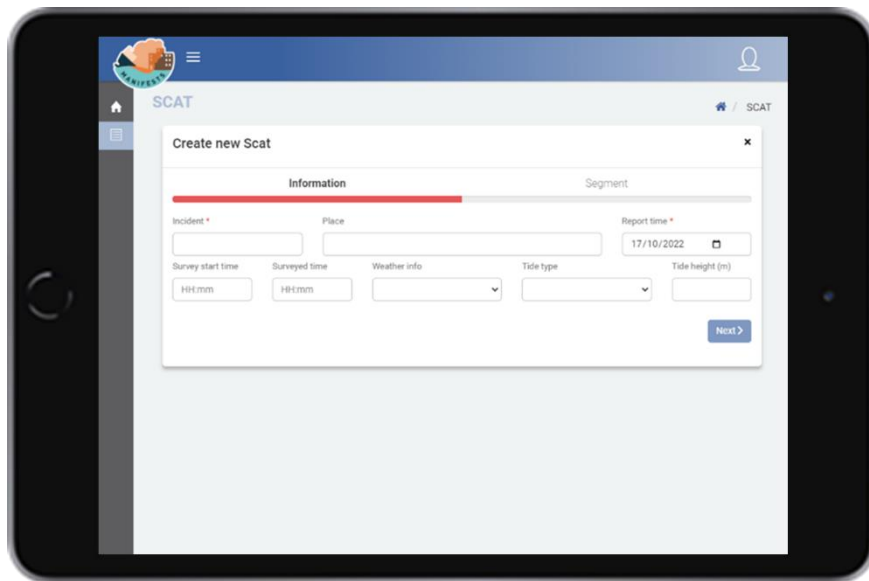 MANIFESTS
SCAT
/ SCAT
Create new Scat
×
Information Segment
Incident * Place Report time *
17/10/2022
Survey start time Surveyed time Weather info Tide type Tide height (m)
HH:mm HH:mm
Next >